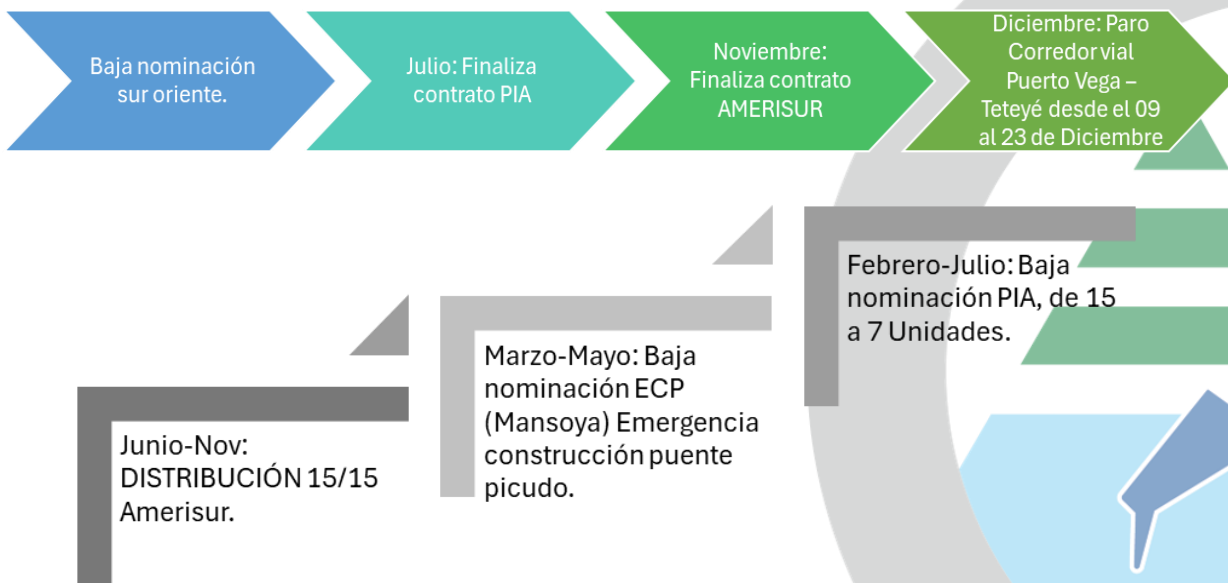 Baja nominación
sur oriente.
Julio: Finaliza
contrato PIA
Noviembre:
Finaliza contrato
AMERISUR
Diciembre: Paro
Corredor vial
Puerto Vega –
Teteyé desde el 09
al 23 de Diciembre
Febrero-Julio: Baja
nominación PIA, de 15
a 7 Unidades.
Marzo-Mayo: Baja
nominación ECP
(Mansoya) Emergencia
construcción puente
picudo.
Junio-Nov:
DISTRIBUCIÓN 15/15
Amerisur.